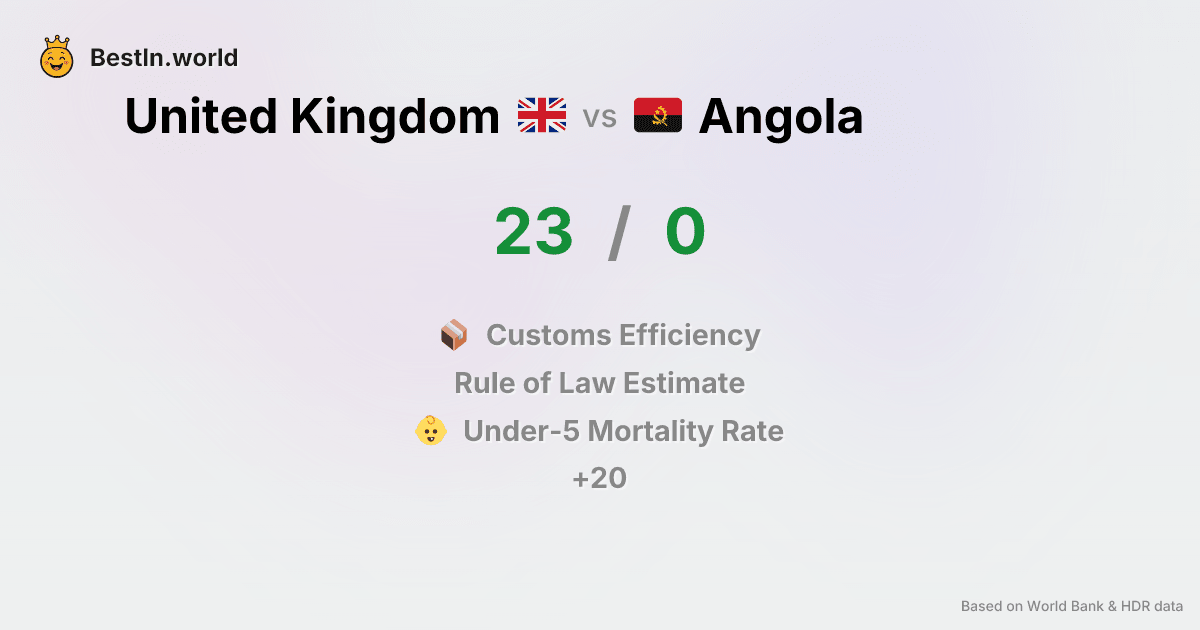 BestIn.world
United Kingdom vs Angola
23 / 0
Customs Efficiency
Rule of Law Estimate
Under-5 Mortality Rate
+20
Based on World Bank & HDR data